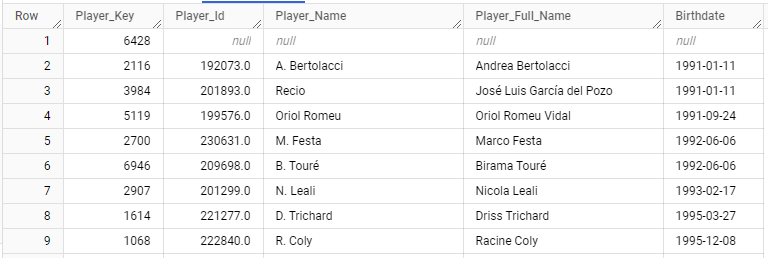 Row Player_Key Player_Id Player_Name Player_Full_Name Birthdate
1 6428 null null null null
2 2116 192073.0 A. Bertolacci Andrea Bertolacci 1991-01-11
3 3984 201893.0 Recio José Luis García del Pozo 1991-01-11
4 5119 199576.0 Oriol Romeu Oriol Romeu Vidal 1991-09-24
5 2700 230631.0 M. Festa Marco Festa 1992-06-06
6 6946 209698.0 B. Touré Birama Touré 1992-06-06
7 2907 201299.0 N. Leali Nicola Leali 1993-02-17
8 1614 221277.0 D. Trichard Driss Trichard 1995-03-27
9 1068 222840.0 R. Coly Racine Coly 1995-12-08